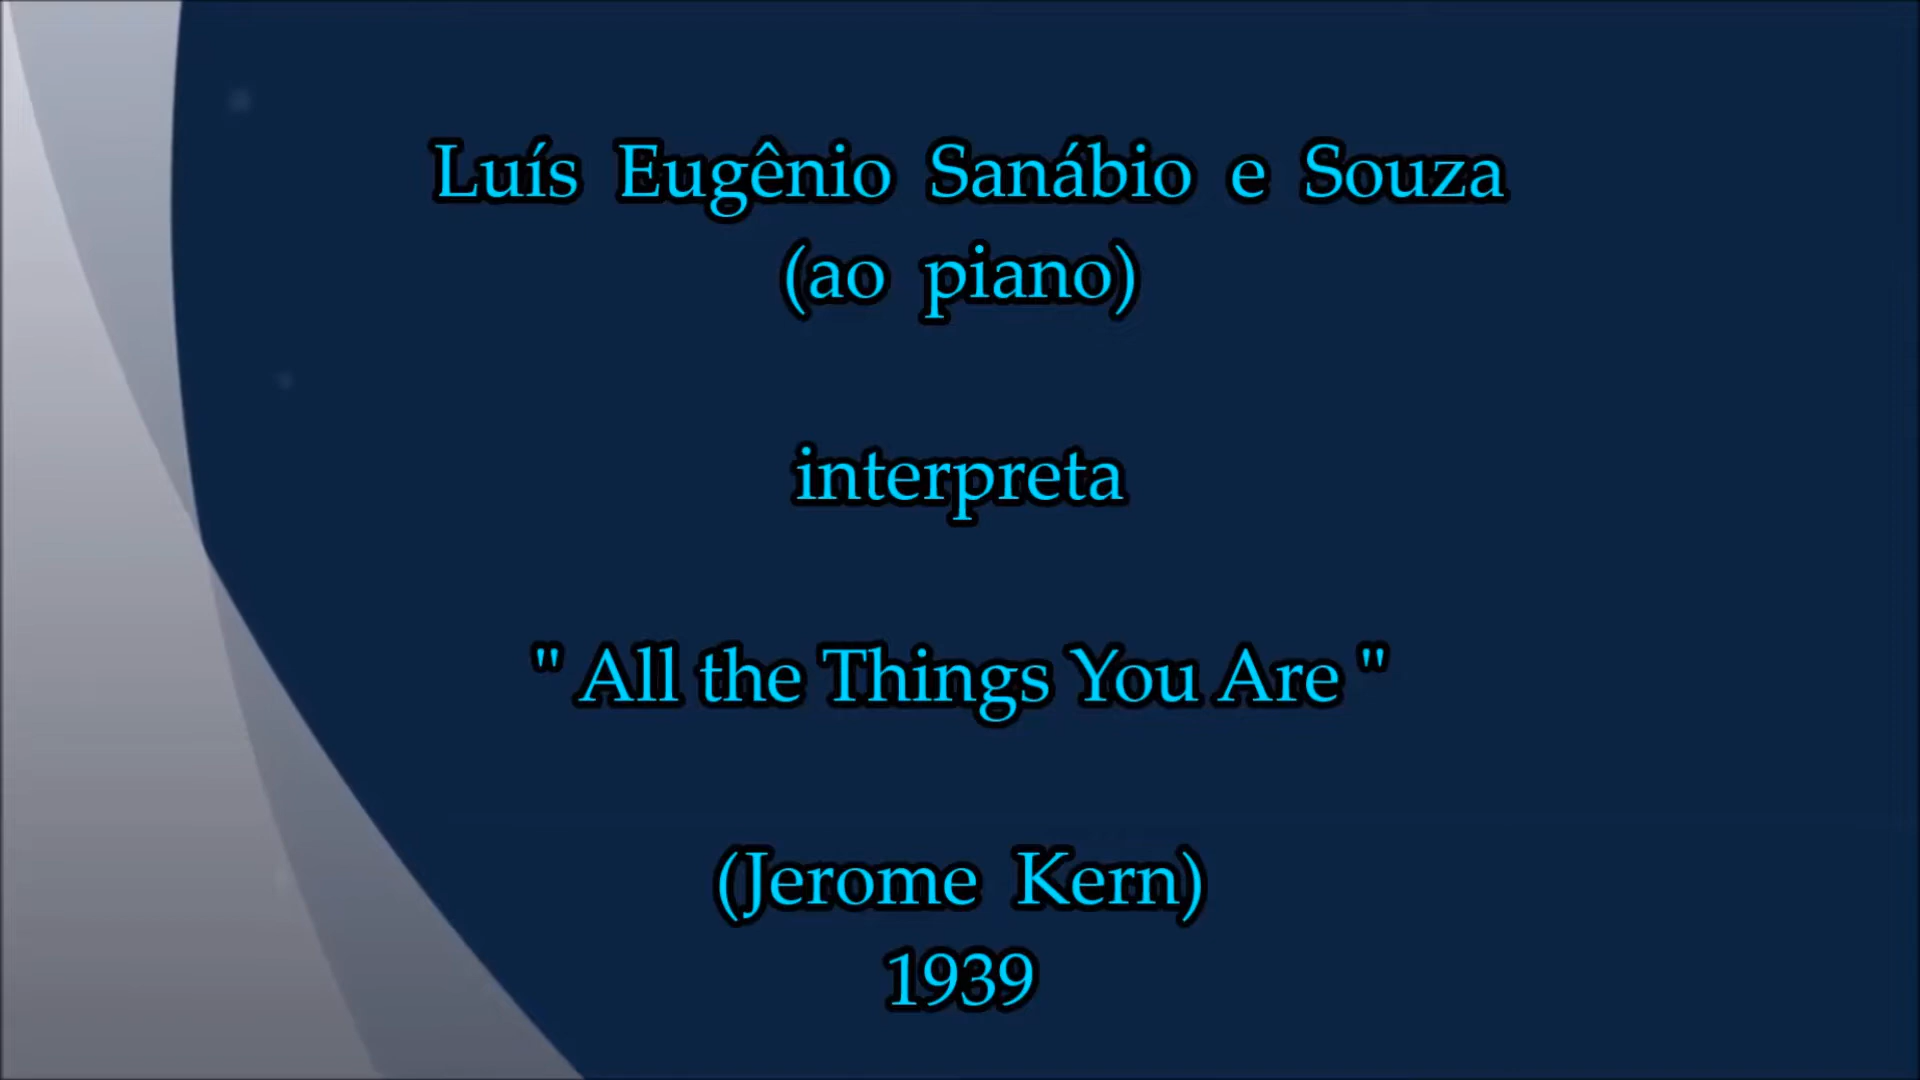 Luís Eugênio Sanábio e Souza
(ao piano)
interpreta
" All the Things You Are "
(Jerome Kern)
1939